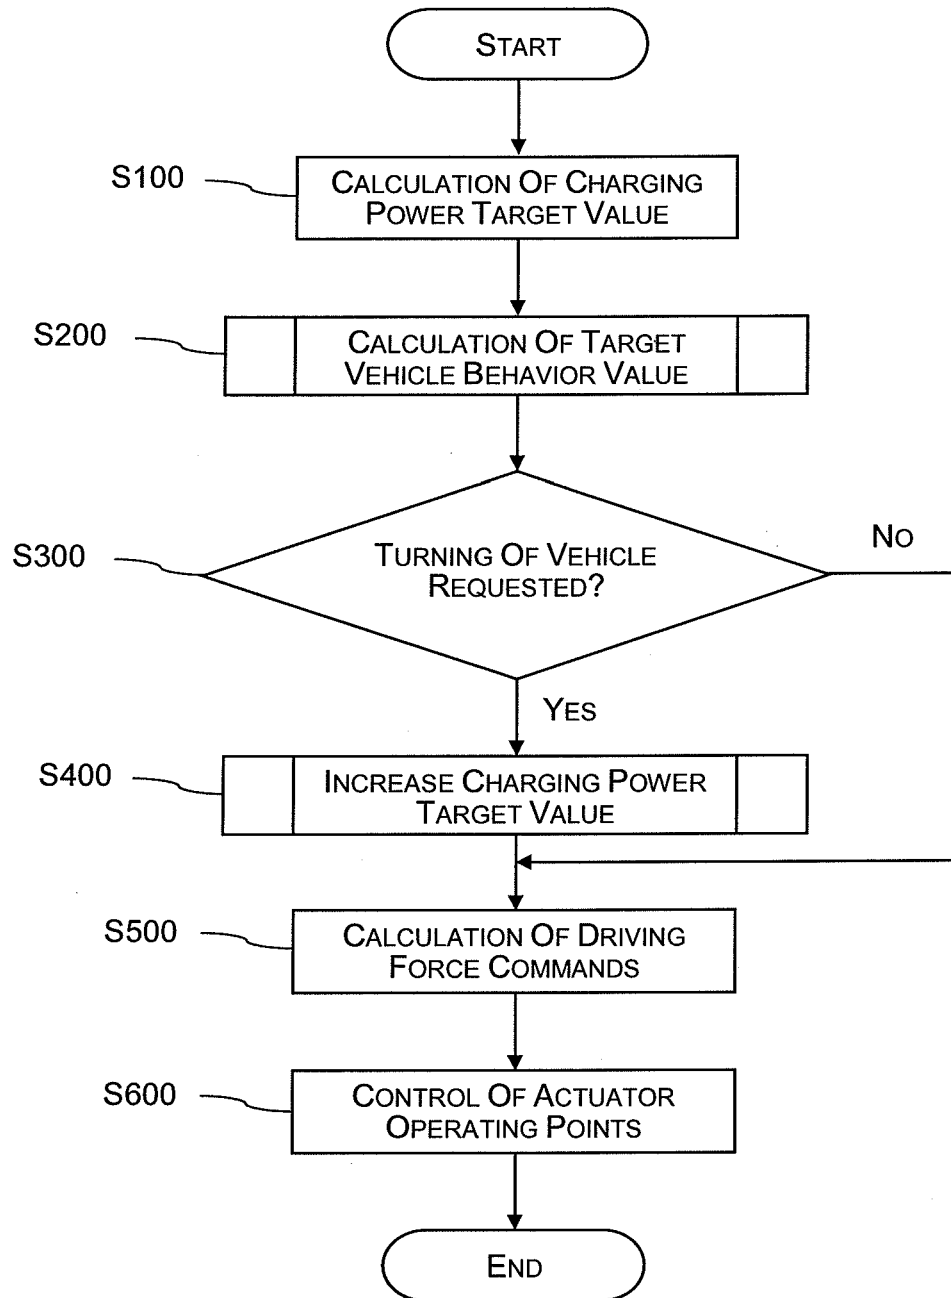 START
S100
CALCULATION OF CHARGING
POWER TARGET VALUE
S200
CALCULATION OF TARGET
VEHICLE BEHAVIOR VALUE
S300
TURNING OF VEHICLE
REQUESTED?
NO
YES
S400
INCREASE CHARGING POWER
TARGET VALUE
S500
CALCULATION OF DRIVING
FORCE COMMANDS
S600
CONTROL OF ACTUATOR
OPERATING POINTS
END